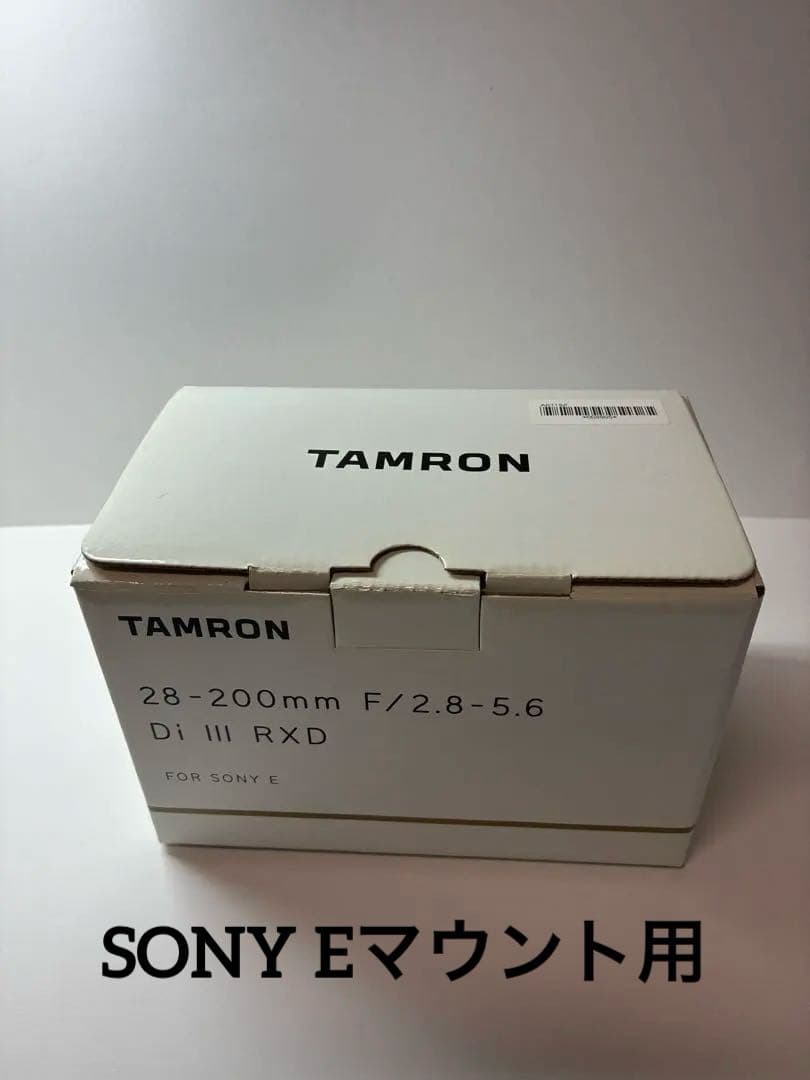 TAMRON
TAMRON
28-200mm F/2.8-5.6
Di III RXD
FOR SONY E
SONY Eマウント用